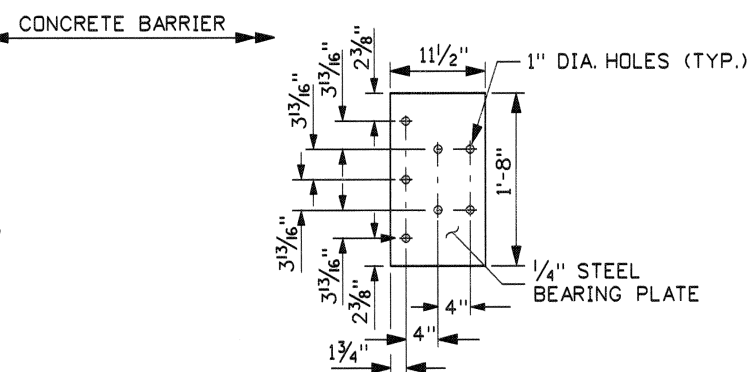 CONCRETE BARRIER
2⅜"
11½"
1" DIA. HOLES (TYP.)
3¹³⁄₁₆"
3¹³⁄₁₆"
1'-8"
3¹³⁄₁₆"
3¹³⁄₁₆"
2⅜"
¼" STEEL
BEARING PLATE
4"
4"
1¾"